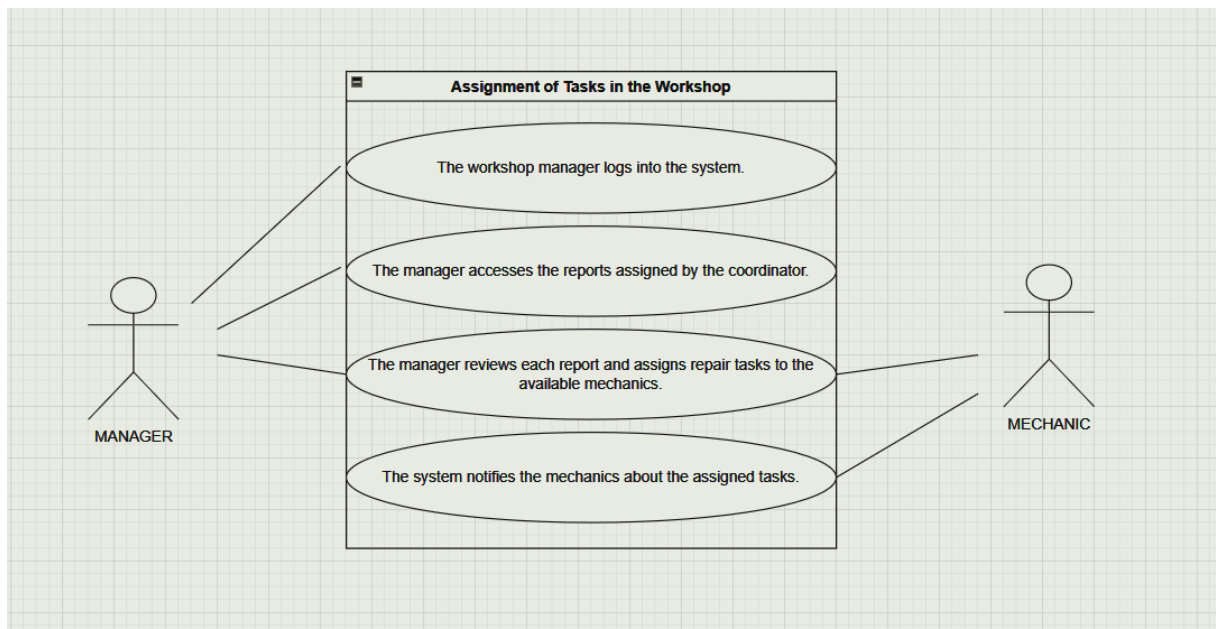 Assignment of Tasks in the Workshop
The workshop manager logs into the system.
The manager accesses the reports assigned by the coordinator.
The manager reviews each report and assigns repair tasks to the
available mechanics.
The system notifies the mechanics about the assigned tasks.
MANAGER
MECHANIC